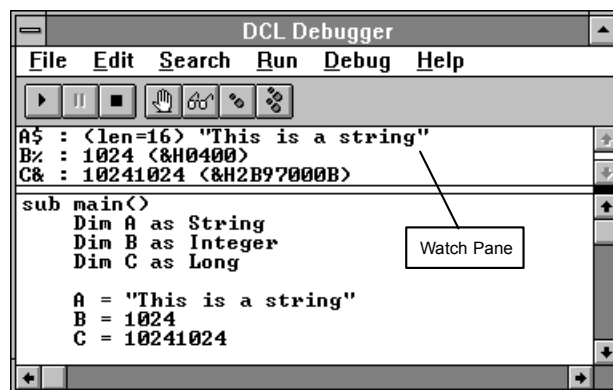 DCL Debugger
File Edit Search Run Debug Help
A$ : (len=16) "This is a string"
B% : 1024 (&H0400)
C& : 10241024 (&H2B97000B)
sub main()
Dim A as String
Dim B as Integer
Dim C as Long
Watch Pane
A = "This is a string"
B = 1024
C = 10241024